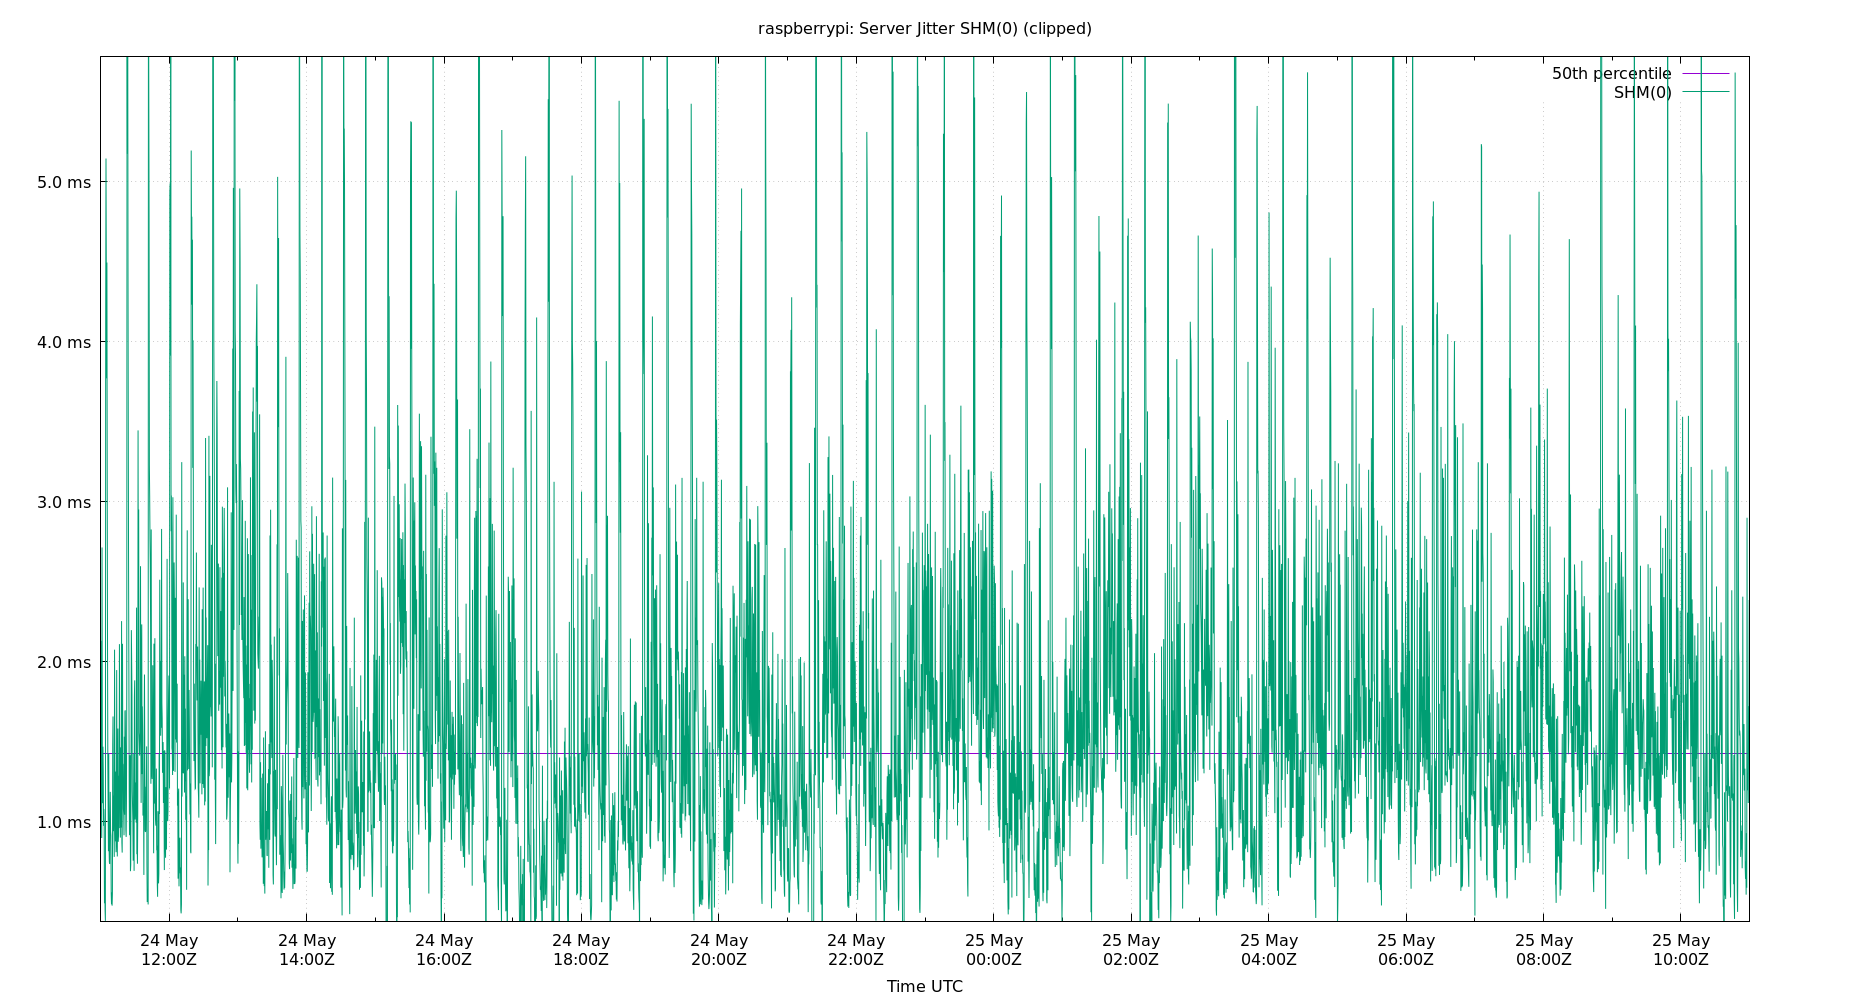 raspberrypi: Server Jitter SHM(0) (clipped)
50th percentile
SHM(0)
5.0 ms
4.0 ms
3.0 ms
2.0 ms
1.0 ms
24 May 24 May 24 May 24 May 24 May 24 May 25 May 25 May 25 May 25 May 25 May 25 May
12:00Z 14:00Z 16:00Z 18:00Z 20:00Z 22:00Z 00:00Z 02:00Z 04:00Z 06:00Z 08:00Z 10:00Z
Time UTC